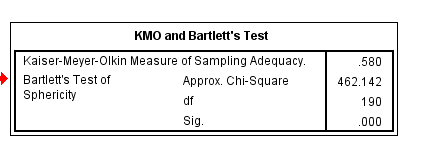 KMO and Bartlett's Test
Kaiser-Meyer-Olkin Measure of Sampling Adequacy. .580
Bartlett's Test of Approx. Chi-Square 462.142
Sphericity
df 190
Sig. .000